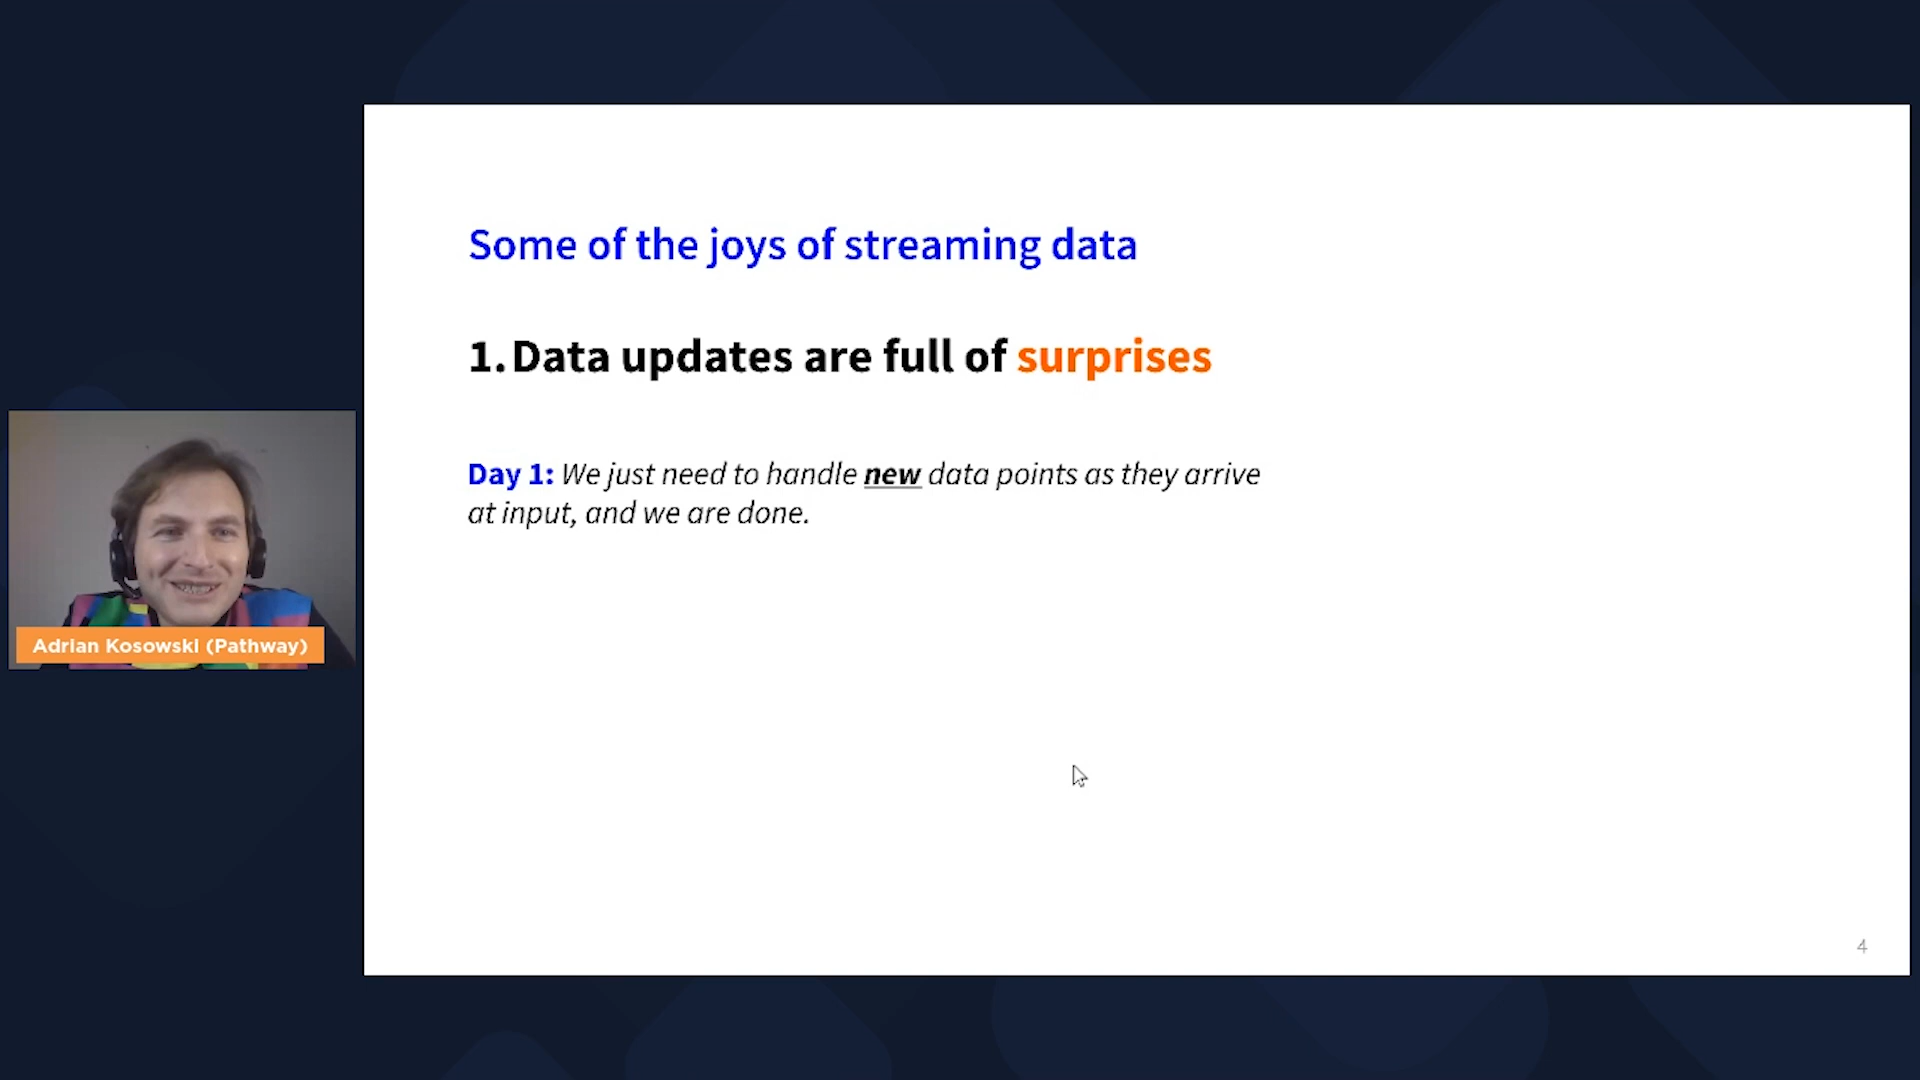 Some of the joys of streaming data
1. Data updates are full of surprises
Day 1: We just need to handle new data points as they arrive
at input, and we are done.
Adrian Kosowski (Pathway)
4